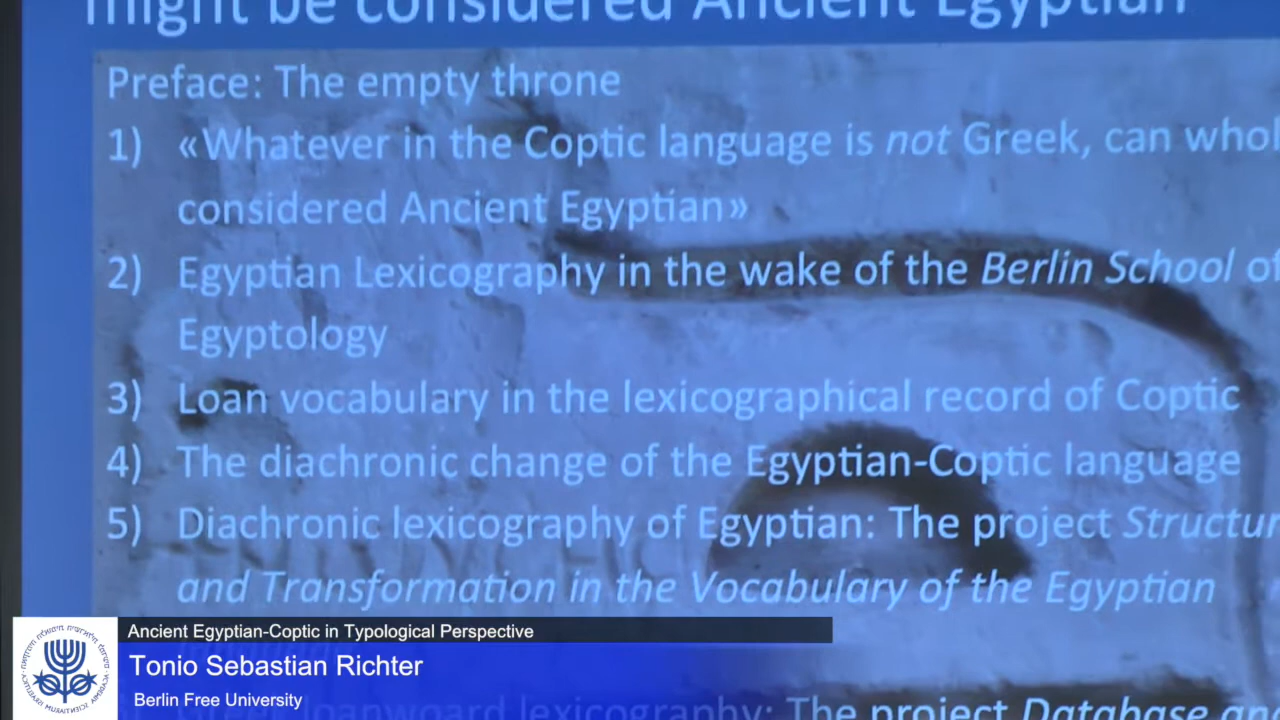 might be considered Ancient Egyptian
Preface: The empty throne
1) «Whatever in the Coptic language is not Greek, can whol
considered Ancient Egyptian»
2) Egyptian Lexicography in the wake of the Berlin School of
Egyptology
3) Loan vocabulary in the lexicographical record of Coptic
4) The diachronic change of the Egyptian-Coptic language
5) Diachronic lexicography of Egyptian: The project Structur
and Transformation in the Vocabulary of the Egyptian
lexicography: The project Database and
Ancient Egyptian-Coptic in Typological Perspective
Tonio Sebastian Richter
Berlin Free University